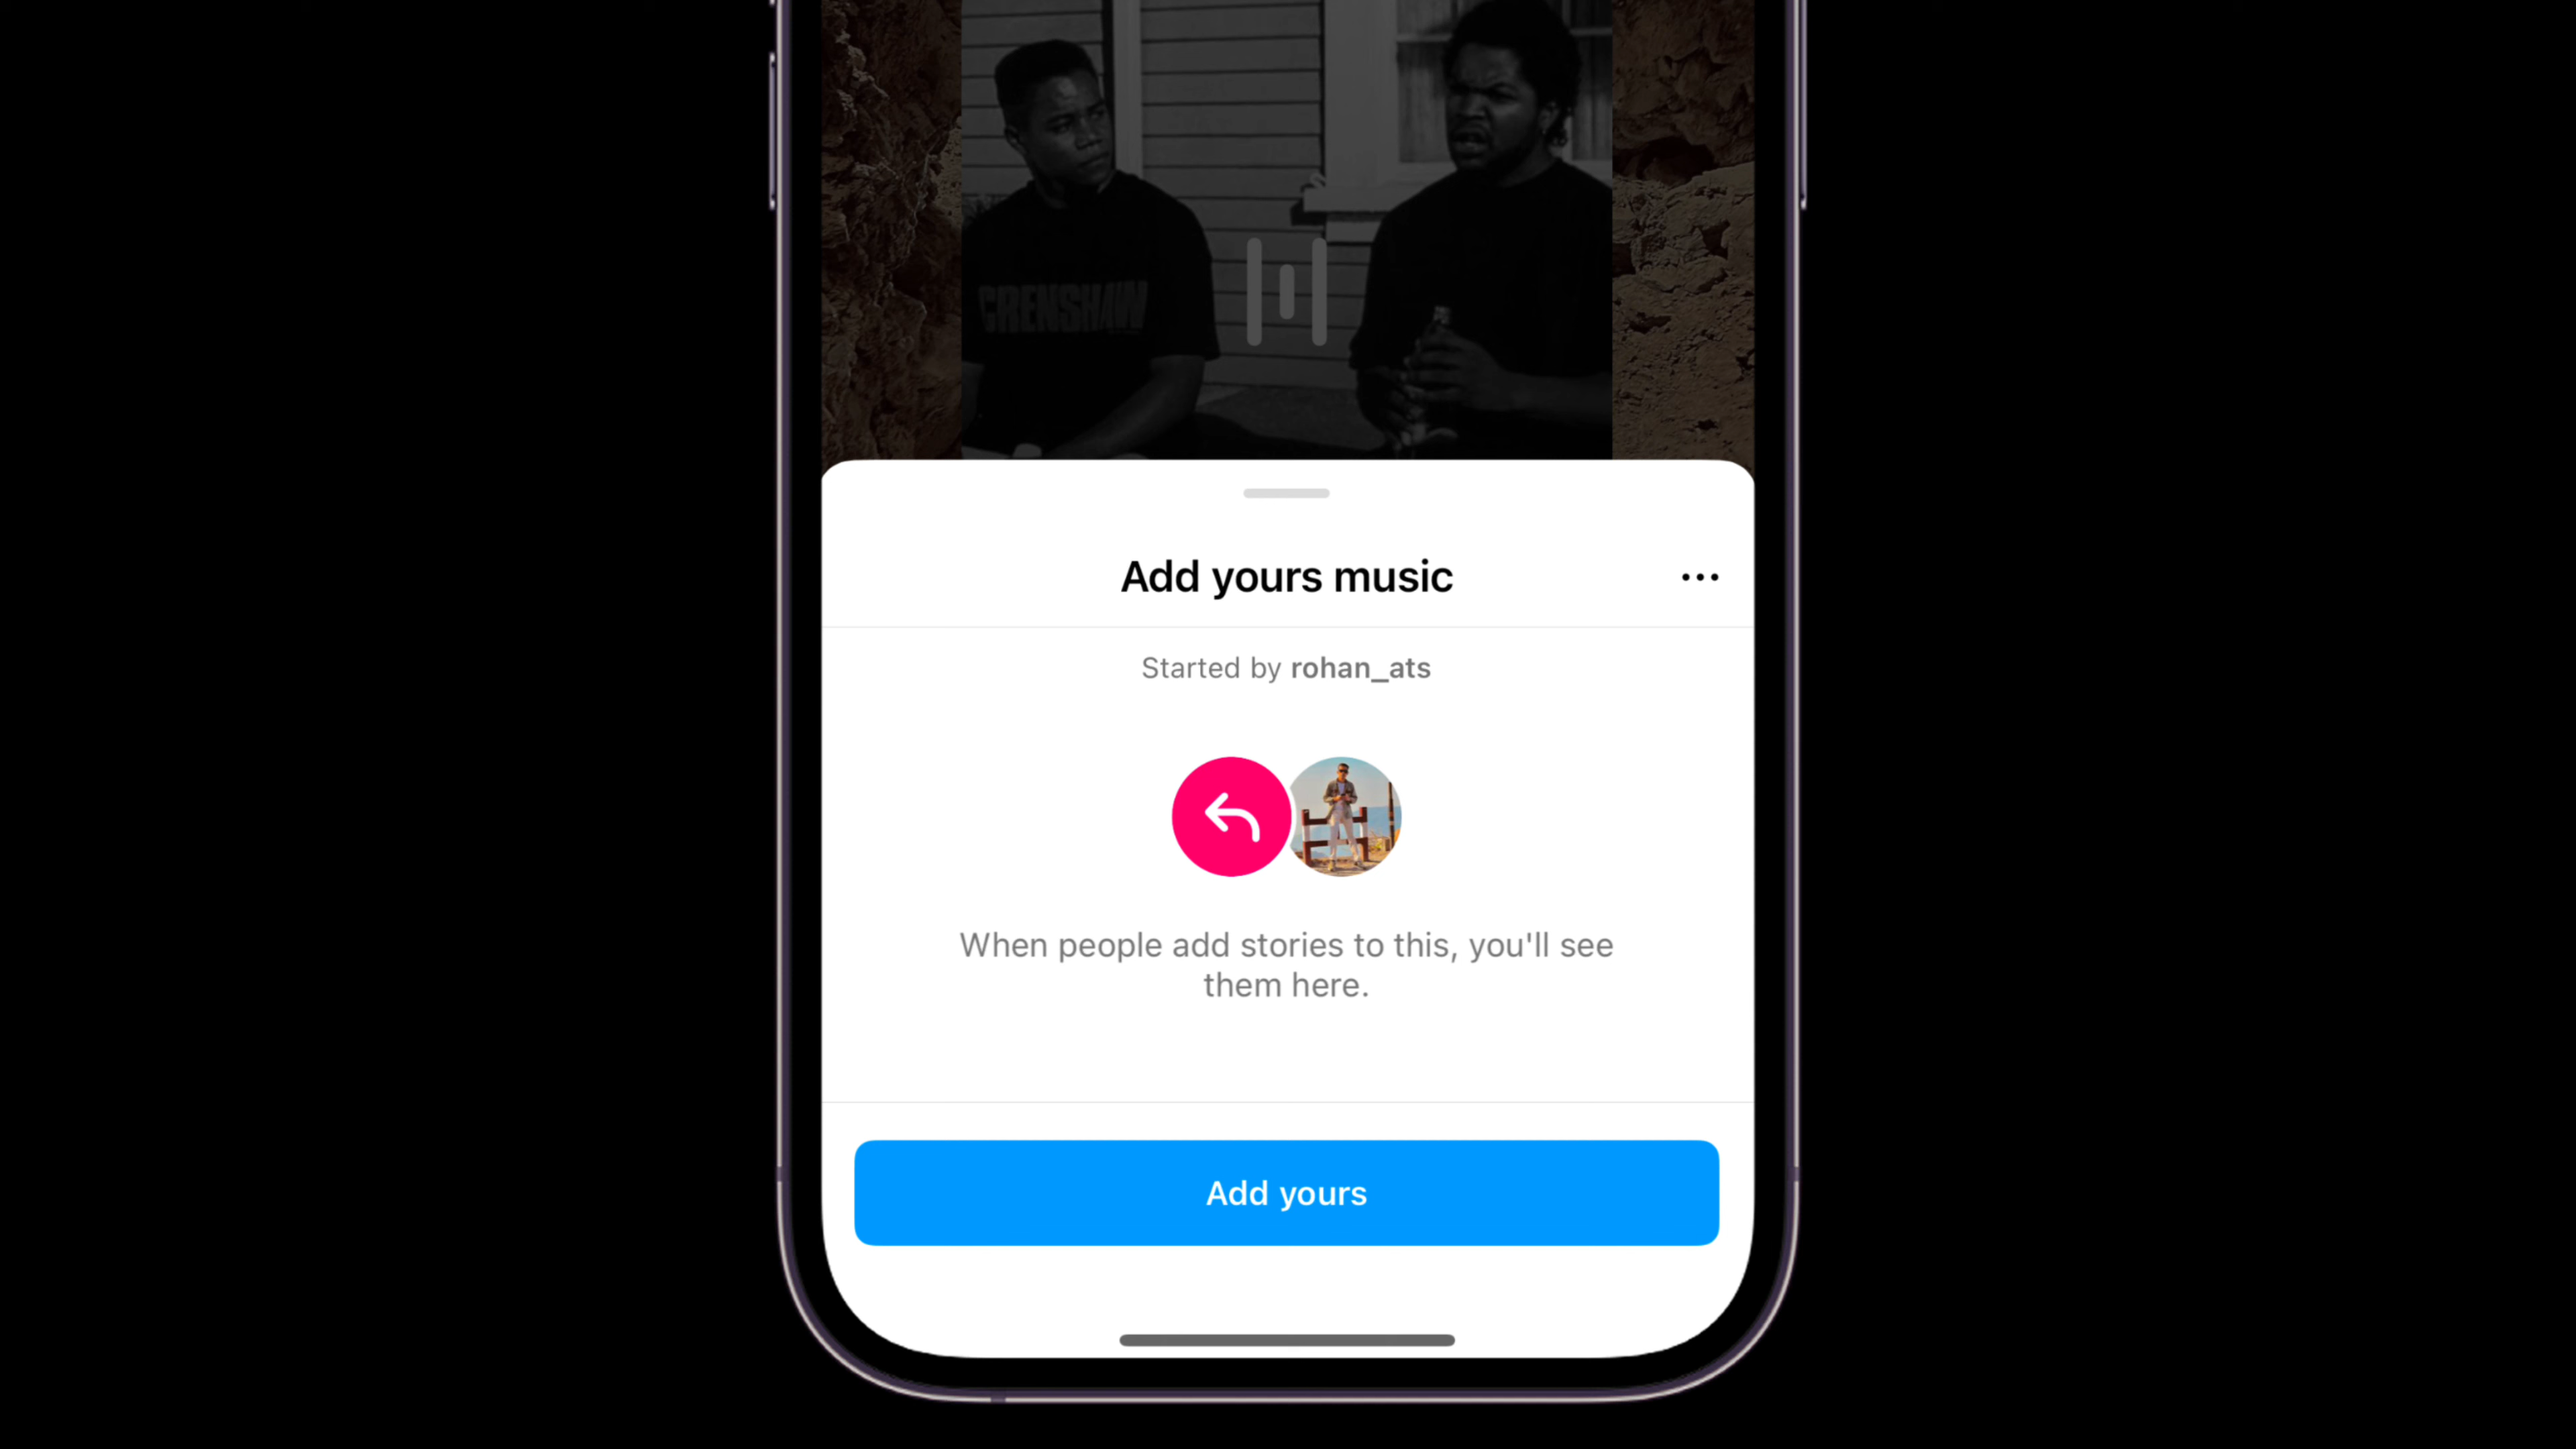 CRENSHAW
Add yours music
Started by rohan_ats
When people add stories to this, you'll see
them here.
Add yours